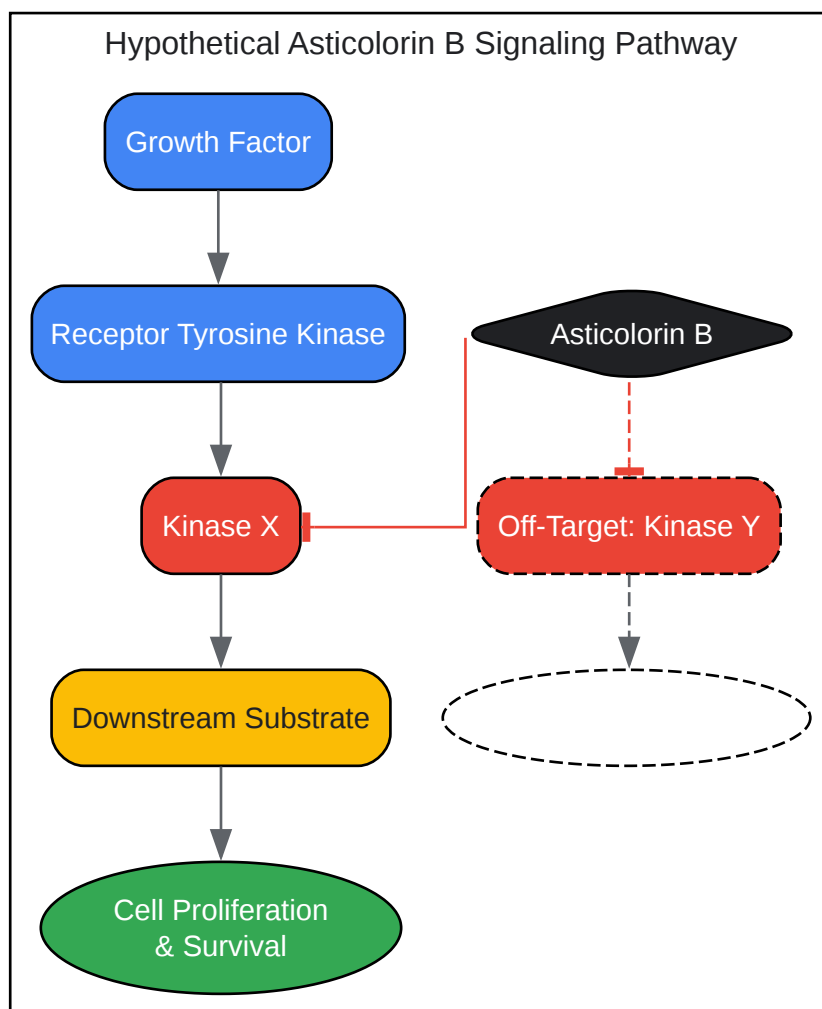 Hypothetical Asticolorin B Signaling Pathway
Growth Factor
Receptor Tyrosine Kinase
Asticolorin B
Kinase X
Off-Target: Kinase Y
Downstream Substrate
Cell Proliferation
& Survival